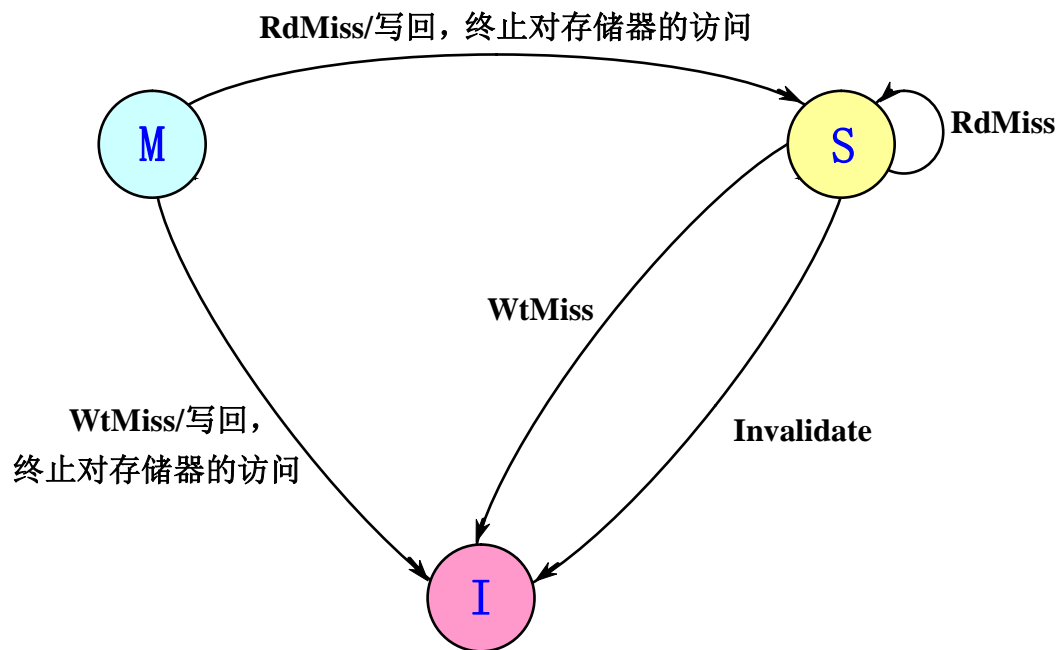 RdMiss/写回，终止对存储器的访问
M
S
RdMiss
WtMiss
WtMiss/写回，
终止对存储器的访问
Invalidate
I